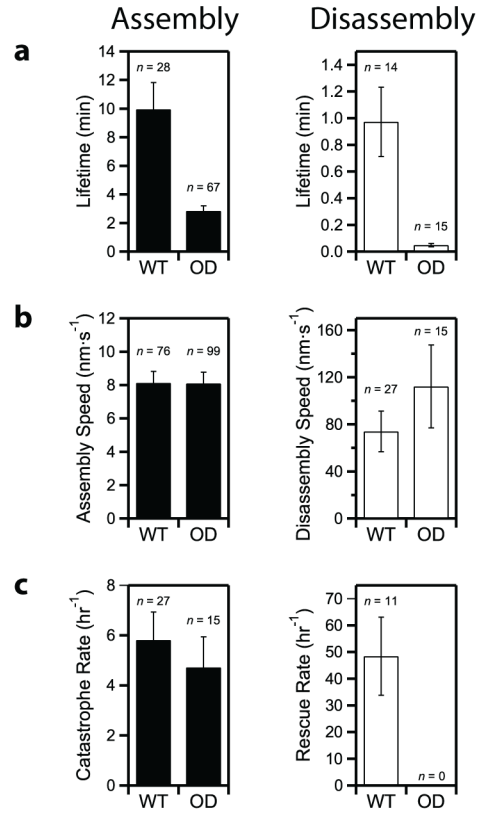 Assembly Disassembly
a
Lifetime (min)
14
12
10
8
6
4
2
0
n = 28
n = 67
WT OD
Lifetime (min)
1.4
1.2
1.0
0.8
0.6
0.4
0.2
0.0
n = 14
n = 15
WT OD
b
Assembly Speed (nm·s⁻¹)
12
10
8
6
4
2
0
n = 76 n = 99
WT OD
Disassembly Speed (nm·s⁻¹)
160
120
80
40
0
n = 27
n = 15
WT OD
c
Catastrophe Rate (hr⁻¹)
8
6
4
2
0
n = 27
n = 15
WT OD
Rescue Rate (hr⁻¹)
70
60
50
40
30
20
10
0
n = 11
n = 0
WT OD